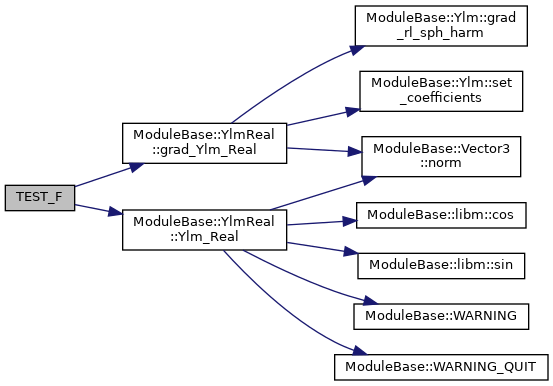 TEST_F
ModuleBase::YlmReal
::grad_Ylm_Real
ModuleBase::YlmReal
::Ylm_Real
ModuleBase::Ylm::grad
_rl_sph_harm
ModuleBase::Ylm::set
_coefficients
ModuleBase::Vector3
::norm
ModuleBase::libm::cos
ModuleBase::libm::sin
ModuleBase::WARNING
ModuleBase::WARNING_QUIT